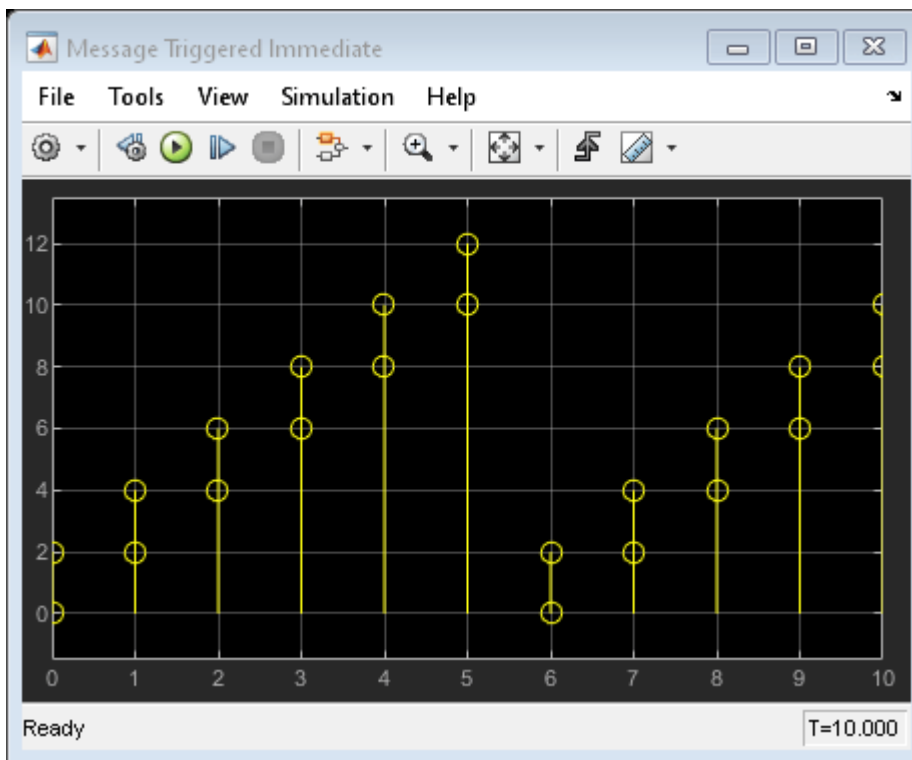 Message Triggered Immediate
File Tools View Simulation Help
12
10
8
6
4
2
0
0 1 2 3 4 5 6 7 8 9 10
Ready T=10.000